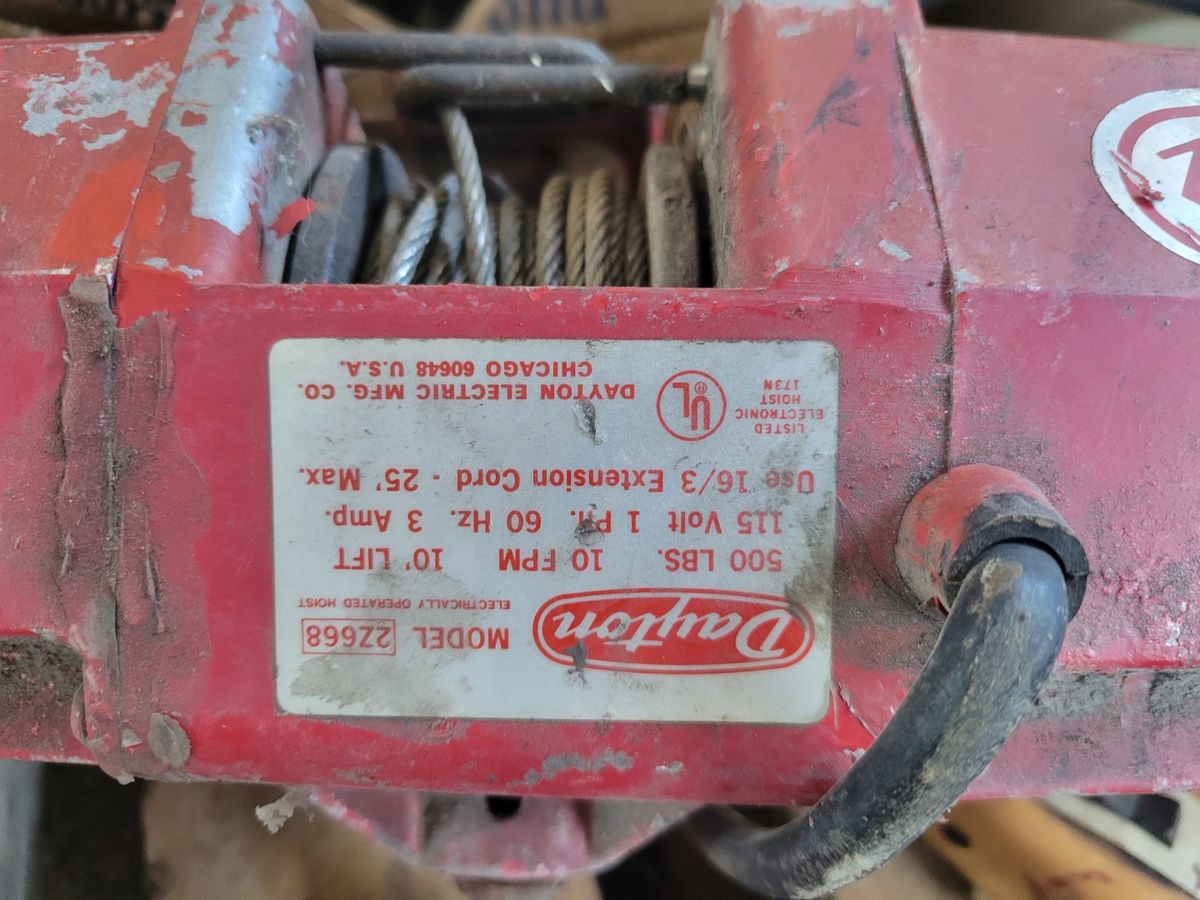 Dayton
MODEL 2Z668
ELECTRICALLY OPERATED HOIST
500 LBS. 10 FPM 10' LIFT
115 Volt 1 PH. 60 Hz. 3 Amp.
Use 16/3 Extension Cord - 25' Max.
LISTED
ELECTRONIC
HOIST
173N
UL ®
DAYTON ELECTRIC MFG. CO.
CHICAGO 60648 U.S.A.